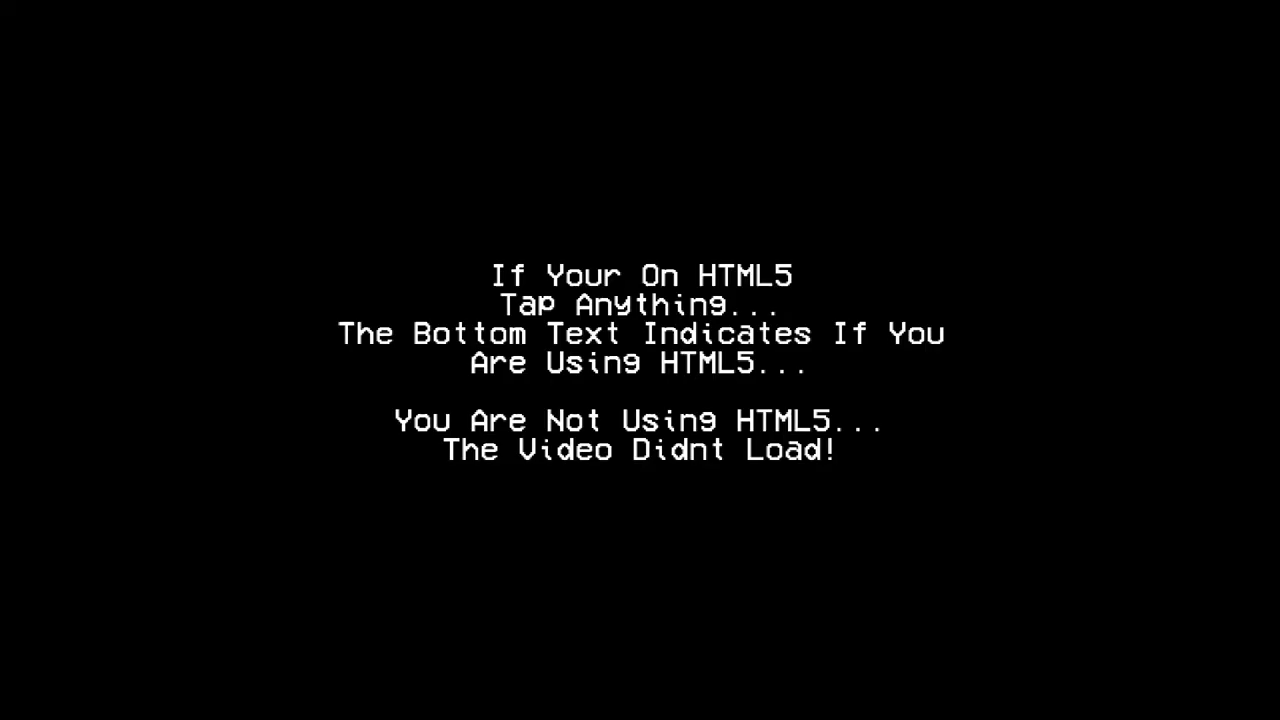 If Your On HTML5
Tap Anything...
The Bottom Text Indicates If You
Are Using HTML5...
You Are Not Using HTML5...
The Video Didnt Load!